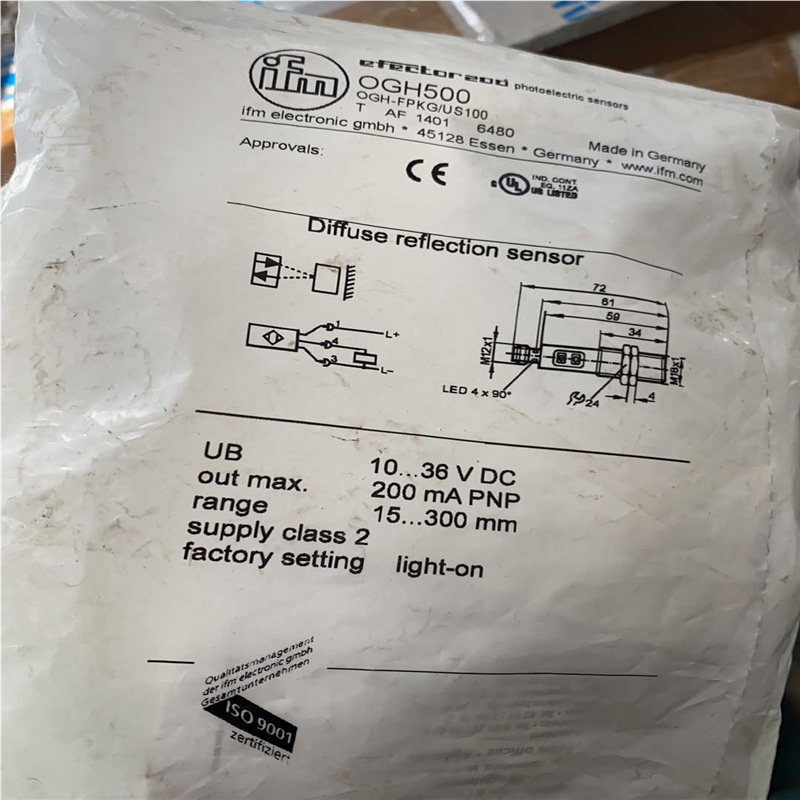 ifm efector200 photoelectric sensors
OGH500
OGH-FPKG/US100
T AF 1401 6480
Made in Germany
ifm electronic gmbh * 45128 Essen * Germany * www.ifm.com
Approvals:
CE
c UL US LISTED
IND. CONT.
EQ. 11ZA
Diffuse reflection sensor
72
61
59
34
M12x1
M18x1
LED 4 x 90°
24
4
1 L+
4
3 L-
UB 10...36 V DC
out max. 200 mA PNP
range 15...300 mm
supply class 2
factory setting light-on
Qualitätsmanagement
der ifm electronic gmbh
Gesamtunternehmen
ISO 9001
zertifiziert